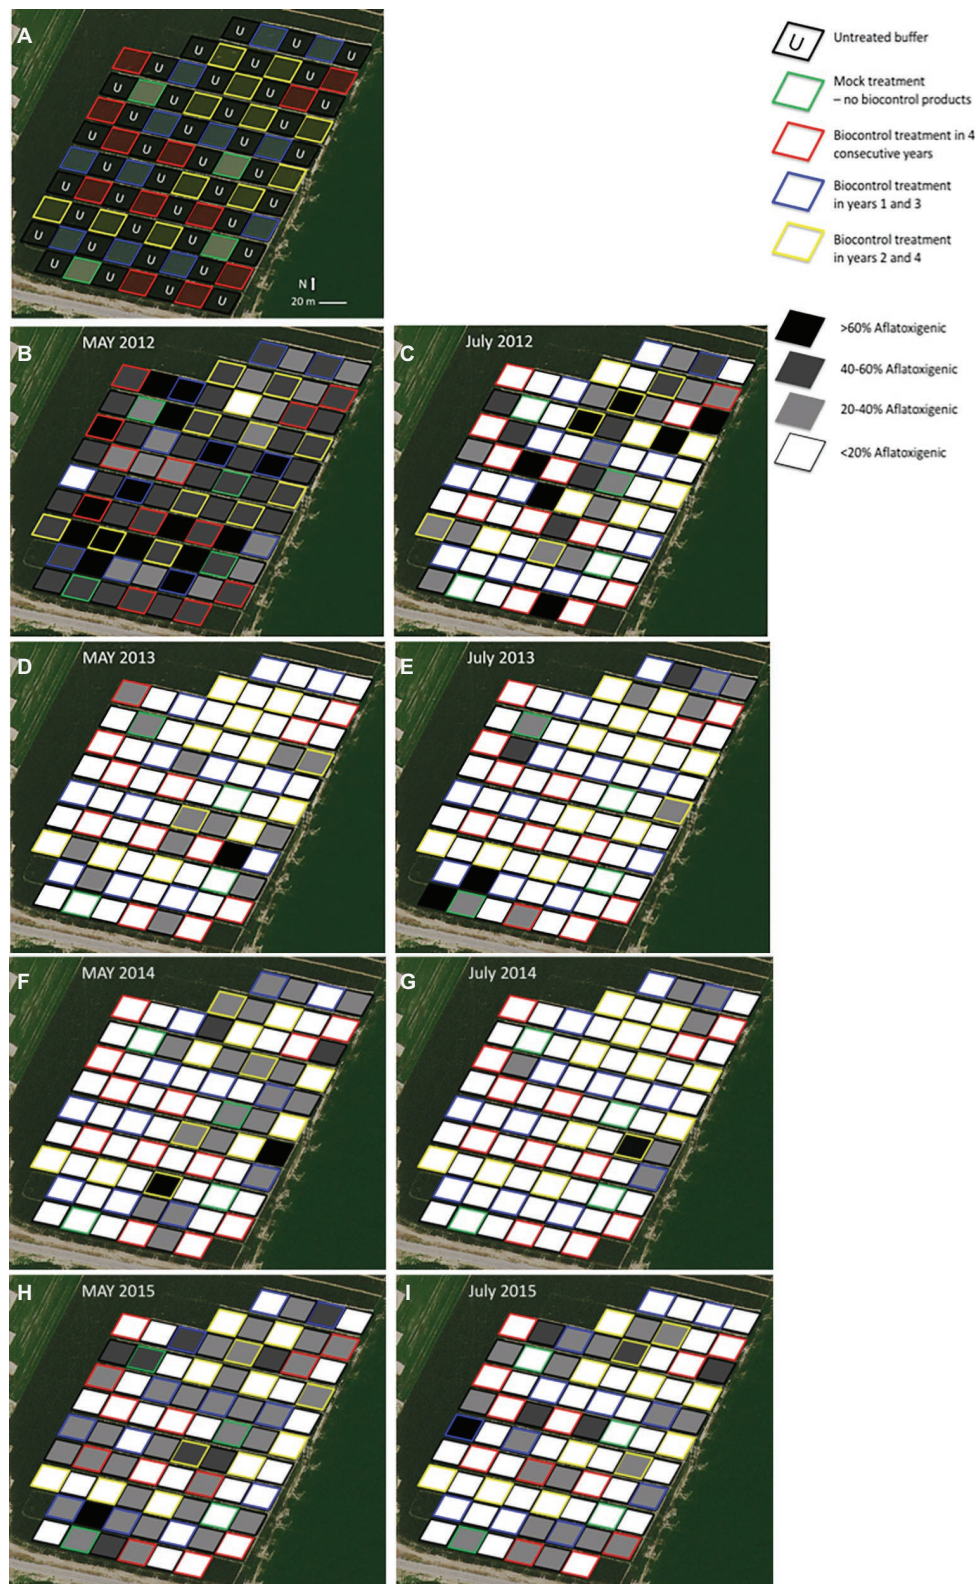 A
U U U
U U U
U U U
U U U U
U U U U
U U U
U U U U
U U U
U U U U
U U U
U U U U
N
20 m
U Untreated buffer
Mock treatment
– no biocontrol products
Biocontrol treatment in 4
consecutive years
Biocontrol treatment
in years 1 and 3
Biocontrol treatment
in years 2 and 4
>60% Aflatoxigenic
40-60% Aflatoxigenic
20-40% Aflatoxigenic
<20% Aflatoxigenic
B MAY 2012
C July 2012
D MAY 2013
E July 2013
F MAY 2014
G July 2014
H MAY 2015
I July 2015